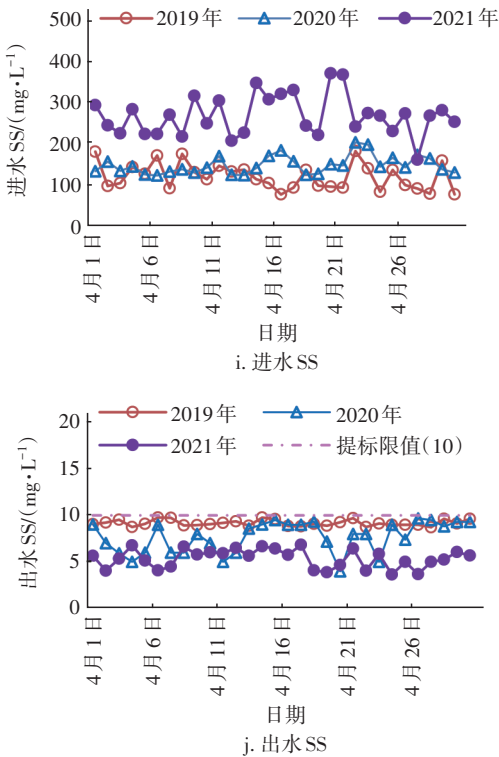 500
2019年
2020年
2021年
400
300
200
100
0
进水SS/(mg·L⁻¹)
4月1日
4月6日
4月11日
4月16日
4月21日
4月26日
日期
i. 进水SS
20
2019年
2020年
2021年
提标限值(10)
15
10
5
0
出水SS/(mg·L⁻¹)
4月1日
4月6日
4月11日
4月16日
4月21日
4月26日
日期
j. 出水SS